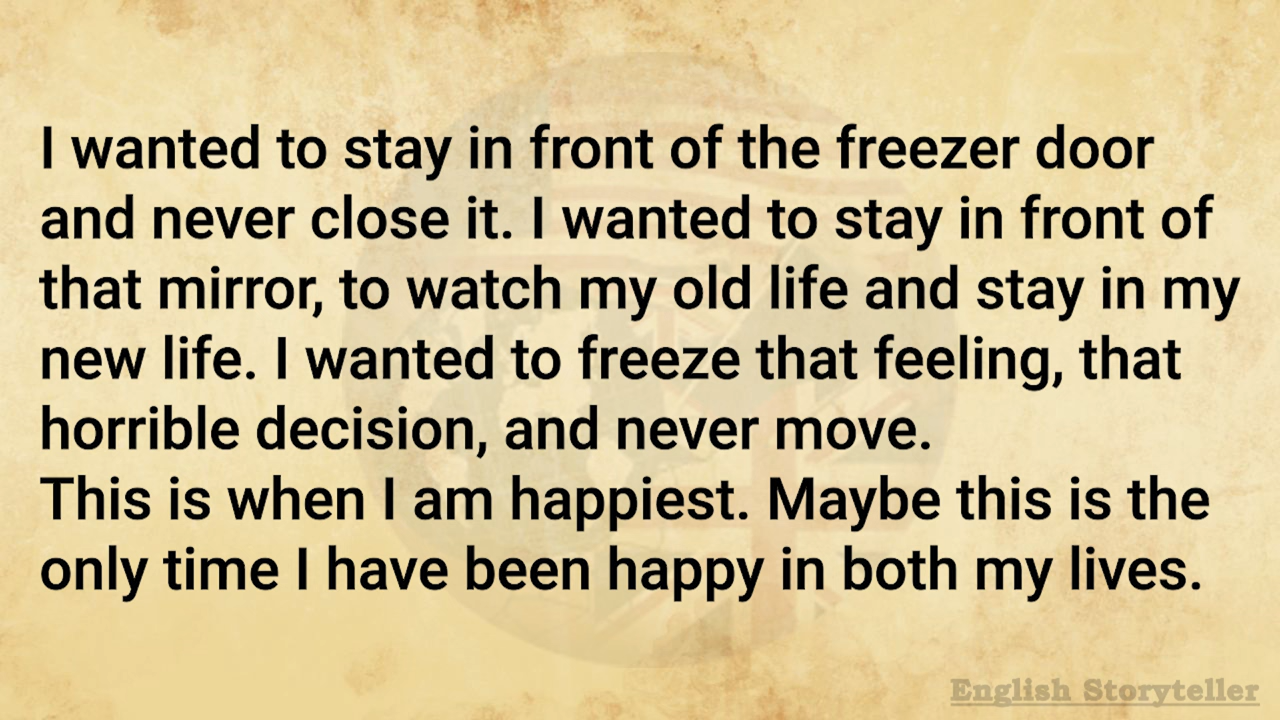 I wanted to stay in front of the freezer door
and never close it. I wanted to stay in front of
that mirror, to watch my old life and stay in my
new life. I wanted to freeze that feeling, that
horrible decision, and never move.
This is when I am happiest. Maybe this is the
only time I have been happy in both my lives.
English Storyteller